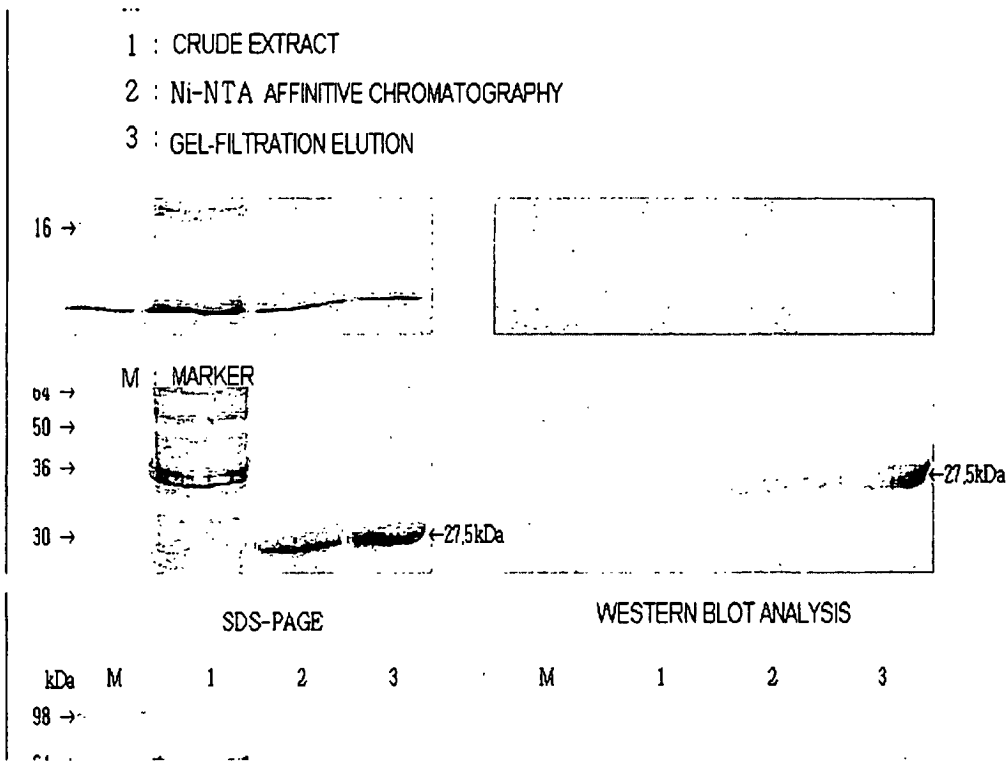 1 : CRUDE EXTRACT
2 : Ni-NTA AFFINITIVE CHROMATOGRAPHY
3 : GEL-FILTRATION ELUTION
16 →
M : MARKER
64 →
50 →
36 →
←27,5kDa
30 →
←27,5kDa
SDS-PAGE
WESTERN BLOT ANALYSIS
kDa M 1 2 3 M 1 2 3
98 →